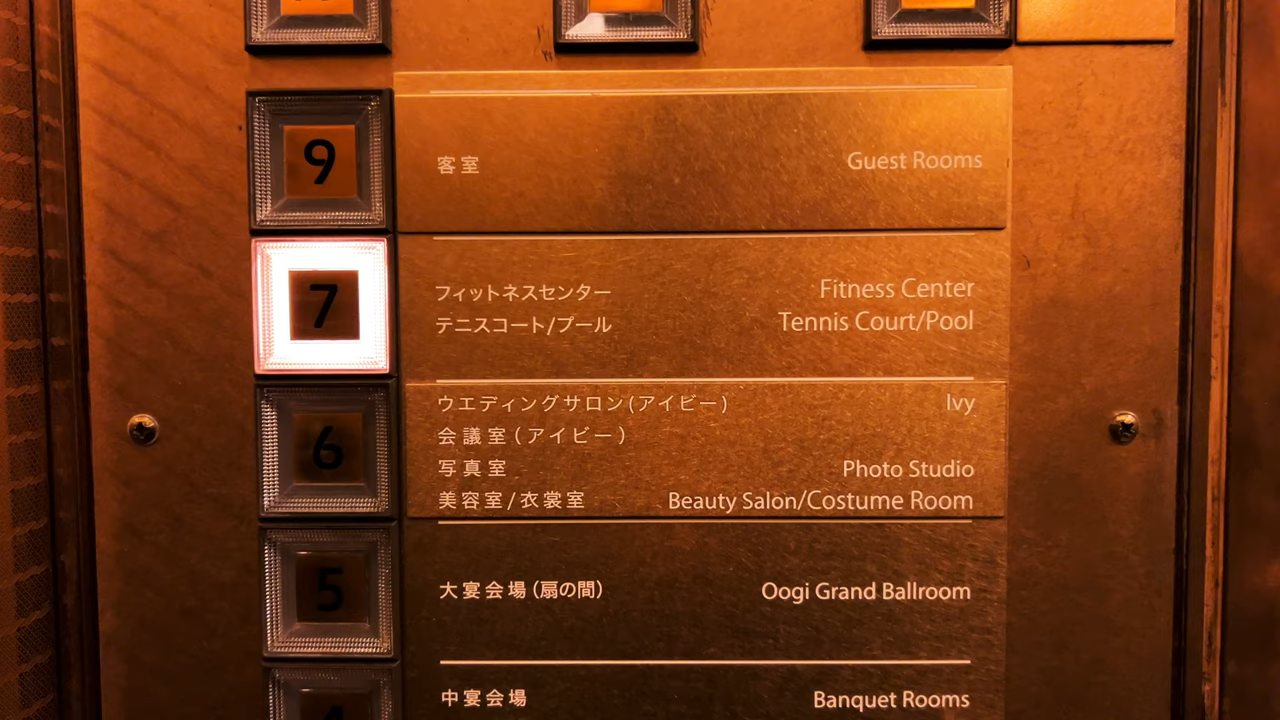 9
客室 Guest Rooms
7
フィットネスセンター Fitness Center
テニスコート/プール Tennis Court/Pool
6
ウエディングサロン(アイビー) Ivy
会議室(アイビー)
写真室 Photo Studio
美容室/衣裳室 Beauty Salon/Costume Room
5
大宴会場(扇の間) Oogi Grand Ballroom
4
中宴会場 Banquet Rooms